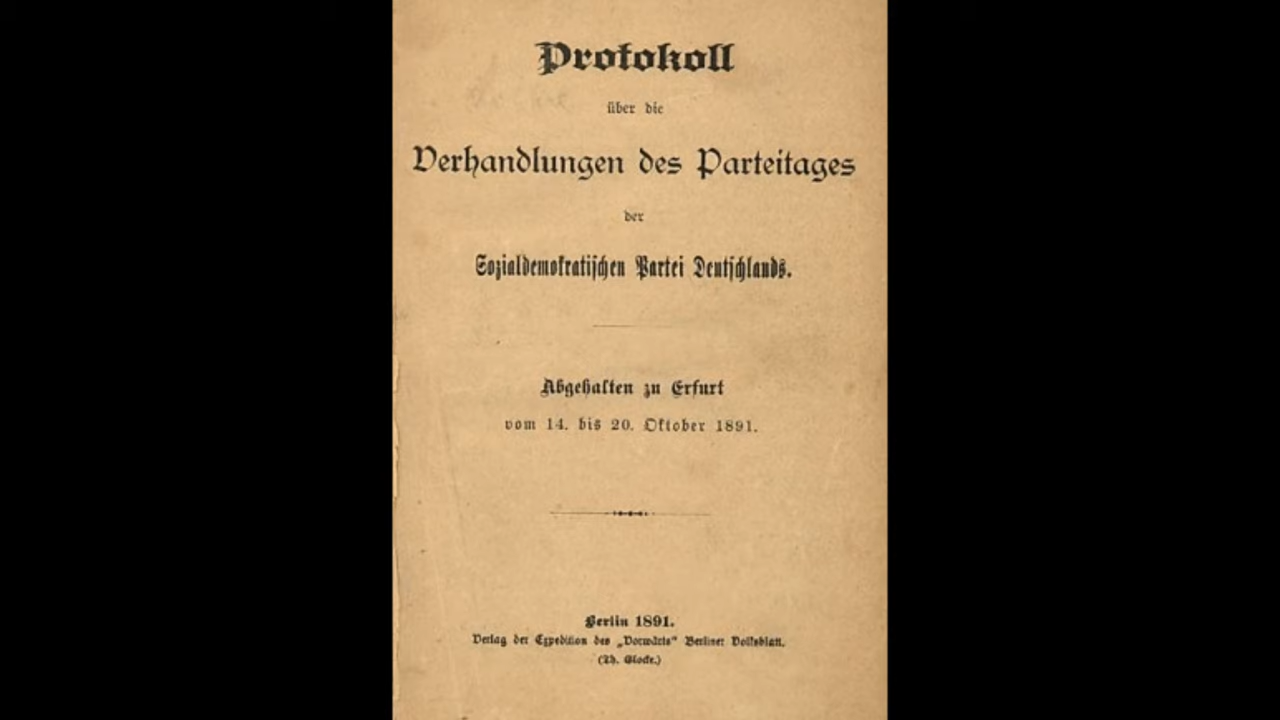 Protokoll
über die
Verhandlungen des Parteitages
der
Sozialdemokratischen Partei Deutschlands.
Abgehalten zu Erfurt
vom 14. bis 20. Oktober 1891.
Berlin 1891.
Verlag der Expedition des „Vorwärts“ Berliner Volksblatt.
(Th. Glocke.)